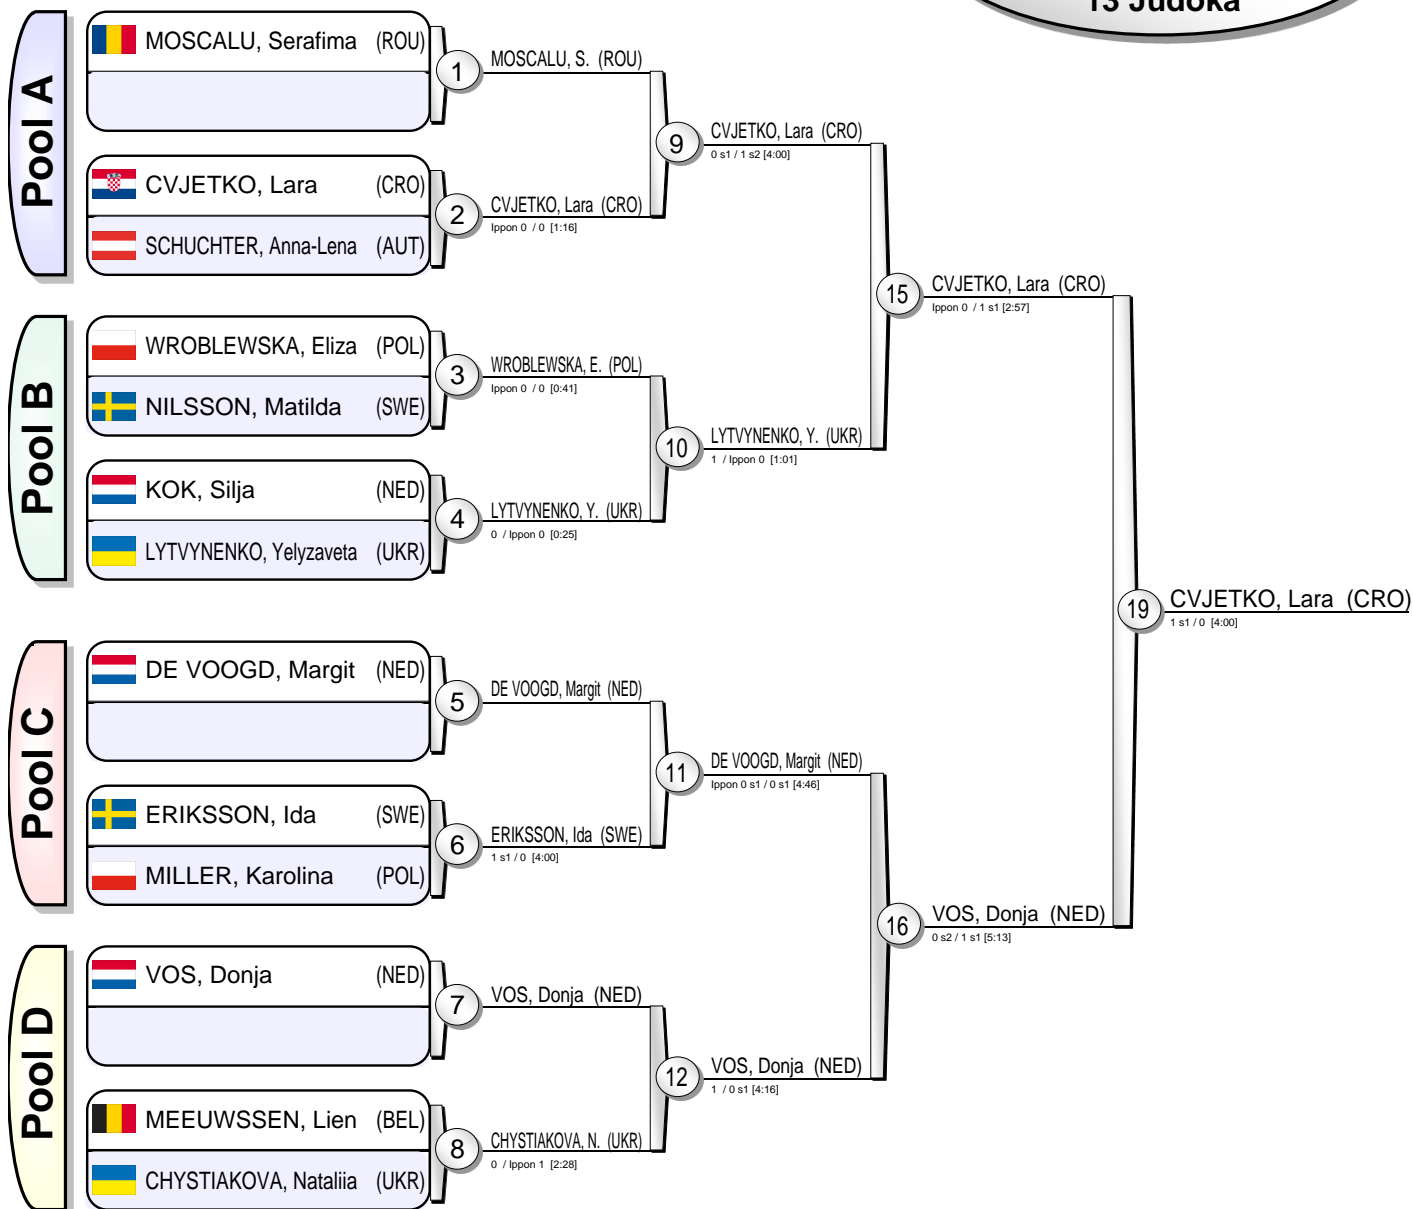 13 Judoka
Pool A
MOSCALU, Serafima (ROU)
CVJETKO, Lara (CRO)
SCHUCHTER, Anna-Lena (AUT)
1
MOSCALU, S. (ROU)
2
CVJETKO, Lara (CRO)
Ippon 0 / 0 [1:16]
9
CVJETKO, Lara (CRO)
0 s1 / 1 s2 [4:00]
Pool B
WROBLEWSKA, Eliza (POL)
NILSSON, Matilda (SWE)
KOK, Silja (NED)
LYTVYNENKO, Yelyzaveta (UKR)
3
WROBLEWSKA, E. (POL)
Ippon 0 / 0 [0:41]
4
LYTVYNENKO, Y. (UKR)
0 / Ippon 0 [0:25]
10
LYTVYNENKO, Y. (UKR)
1 / Ippon 0 [1:01]
15
CVJETKO, Lara (CRO)
Ippon 0 / 1 s1 [2:57]
Pool C
DE VOOGD, Margit (NED)
ERIKSSON, Ida (SWE)
MILLER, Karolina (POL)
5
DE VOOGD, Margit (NED)
6
ERIKSSON, Ida (SWE)
1 s1 / 0 [4:00]
11
DE VOOGD, Margit (NED)
Ippon 0 s1 / 0 s1 [4:46]
Pool D
VOS, Donja (NED)
MEEUWSSEN, Lien (BEL)
CHYSTIAKOVA, Nataliia (UKR)
7
VOS, Donja (NED)
8
CHYSTIAKOVA, N. (UKR)
0 / Ippon 1 [2:28]
12
VOS, Donja (NED)
1 / 0 s1 [4:16]
16
VOS, Donja (NED)
0 s2 / 1 s1 [5:13]
19
CVJETKO, Lara (CRO)
1 s1 / 0 [4:00]